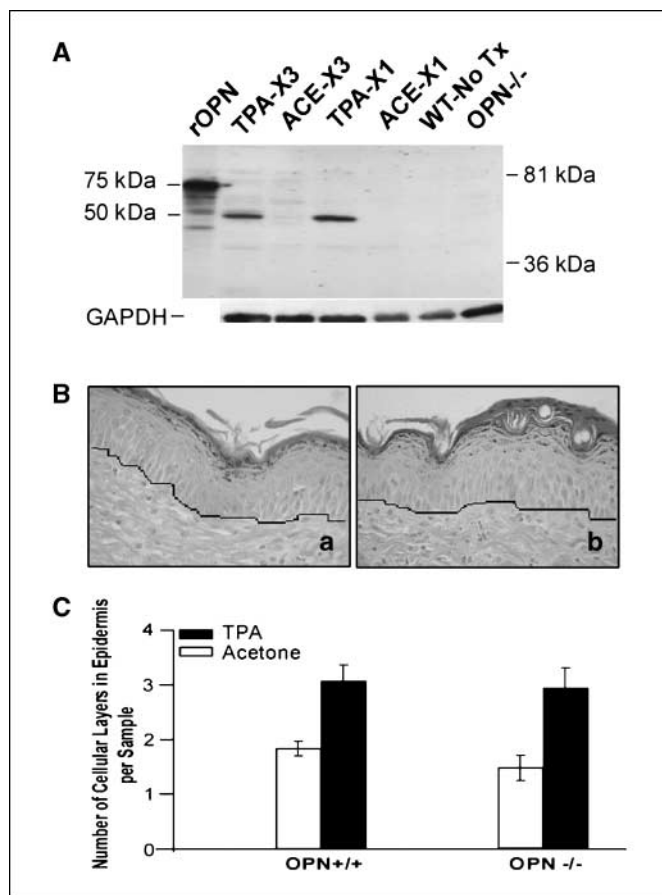 A
rOPN
TPA-X3
ACE-X3
TPA-X1
ACE-X1
WT-No Tx
OPN-/-
75 kDa
81 kDa
50 kDa
36 kDa
GAPDH
B
a
b
C
Number of Cellular Layers in Epidermis
per Sample
TPA
Acetone
4
3
2
1
0
OPN+/+
OPN -/-